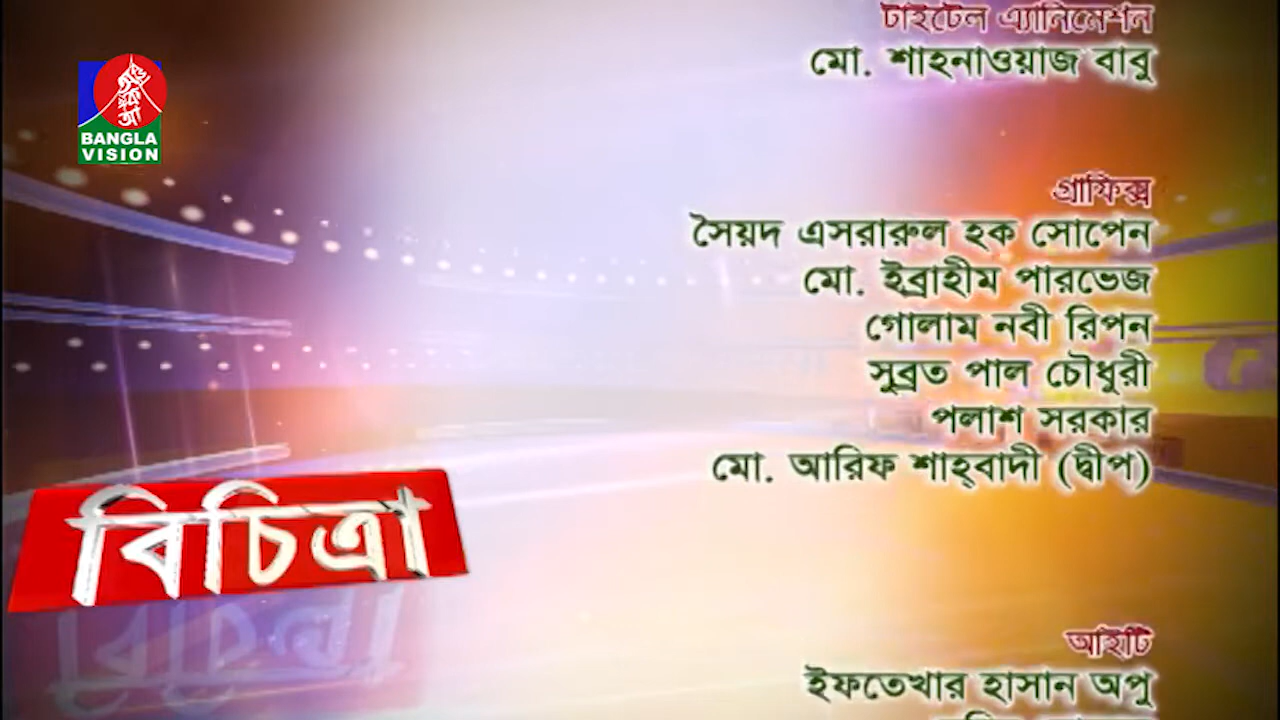 টাইটেল এ্যানিমেশন
মো. শাহনাওয়াজ বাবু
BANGLA
VISION
গ্রাফিক্স
সৈয়দ এসরারুল হক সোপেন
মো. ইব্রাহীম পারভেজ
গোলাম নবী রিপন
সুব্রত পাল চৌধুরী
পলাশ সরকার
মো. আরিফ শাহ্‌বাদী (দ্বীপ)
বিচিত্রা
আইটি
ইফতেখার হাসান অপু